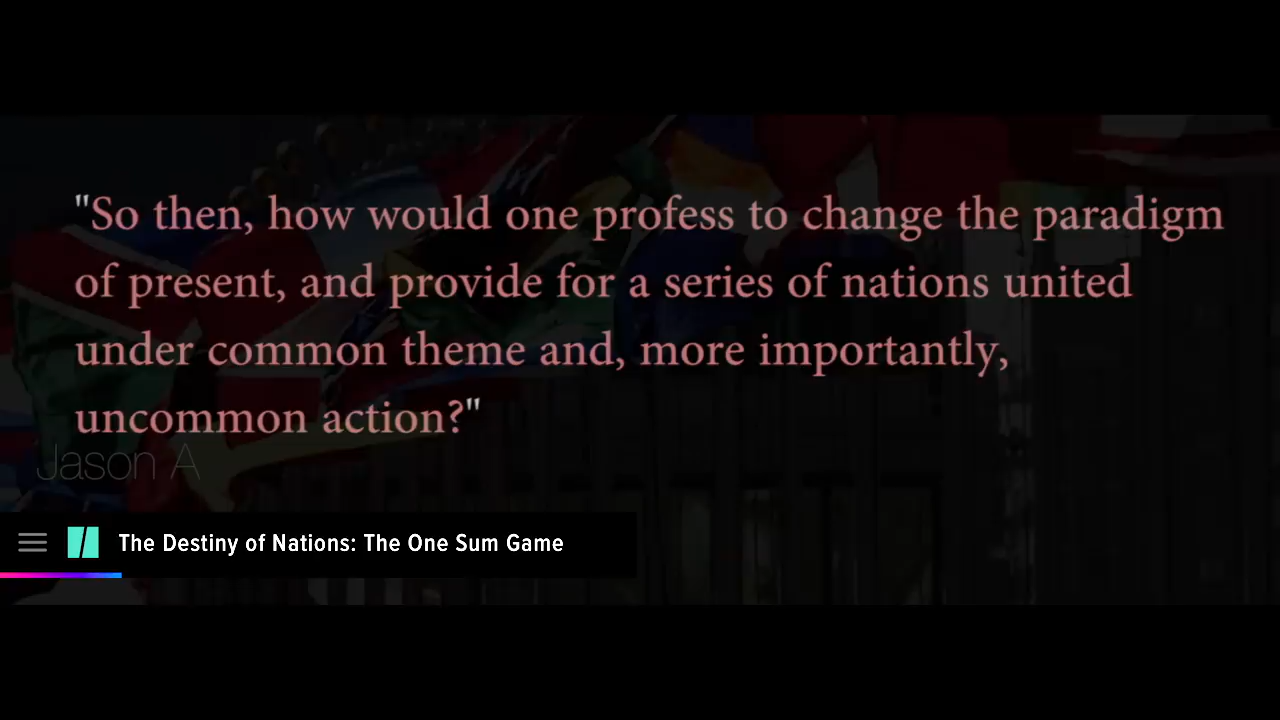 "So then, how would one profess to change the paradigm
of present, and provide for a series of nations united
under common theme and, more importantly,
uncommon action?"
Jason A
The Destiny of Nations: The One Sum Game